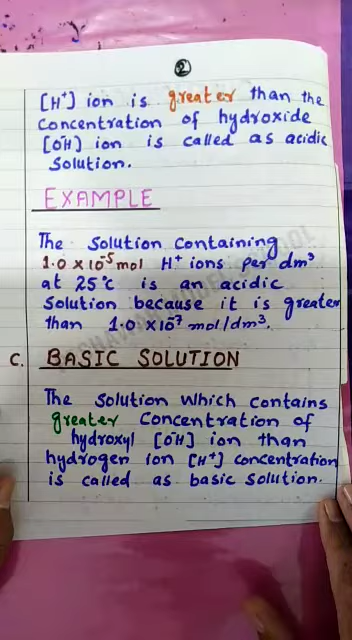 2
[H⁺] ion is greater than the
concentration of hydroxide
[OH] ion is called as acidic
solution.
EXAMPLE
The solution containing
1.0 × 10⁻⁵ mol H⁺ ions per dm³
at 25°c is an acidic
solution because it is greater
than 1.0 × 10⁻⁷ mol/dm³.
C. BASIC SOLUTION
The solution which contains
greater concentration of
hydroxyl [OH] ion than
hydrogen ion [H⁺] concentration
is called as basic solution.